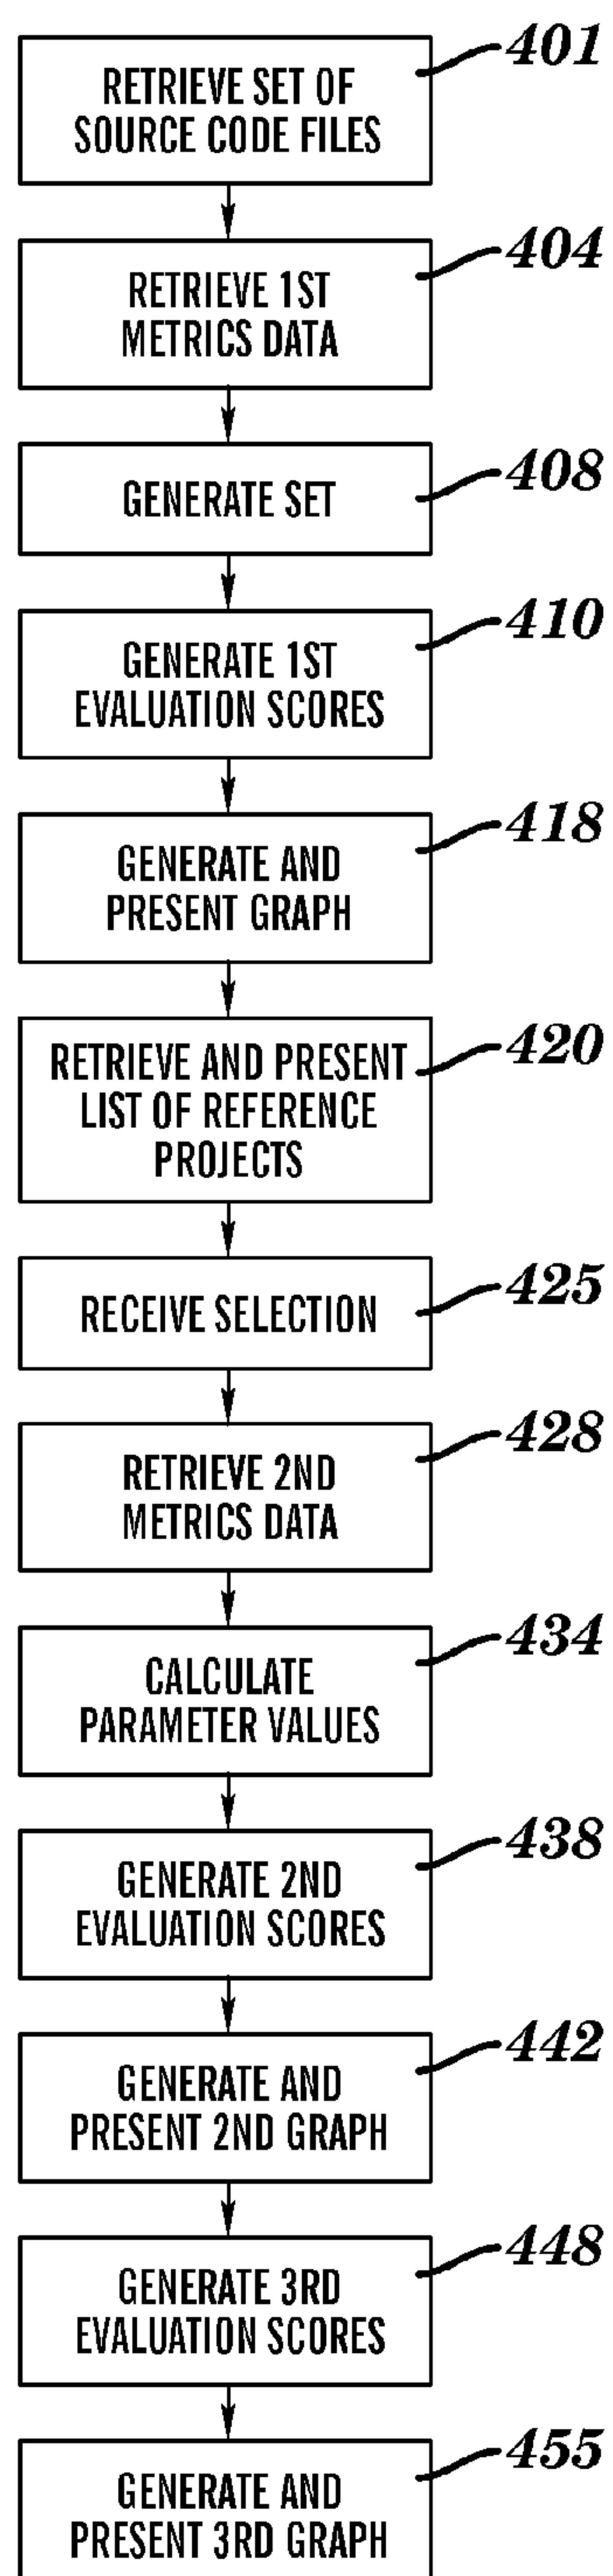 401
RETRIEVE SET OF
SOURCE CODE FILES
404
RETRIEVE 1ST
METRICS DATA
408
GENERATE SET
410
GENERATE 1ST
EVALUATION SCORES
418
GENERATE AND
PRESENT GRAPH
420
RETRIEVE AND PRESENT
LIST OF REFERENCE
PROJECTS
425
RECEIVE SELECTION
428
RETRIEVE 2ND
METRICS DATA
434
CALCULATE
PARAMETER VALUES
438
GENERATE 2ND
EVALUATION SCORES
442
GENERATE AND
PRESENT 2ND GRAPH
448
GENERATE 3RD
EVALUATION SCORES
455
GENERATE AND
PRESENT 3RD GRAPH